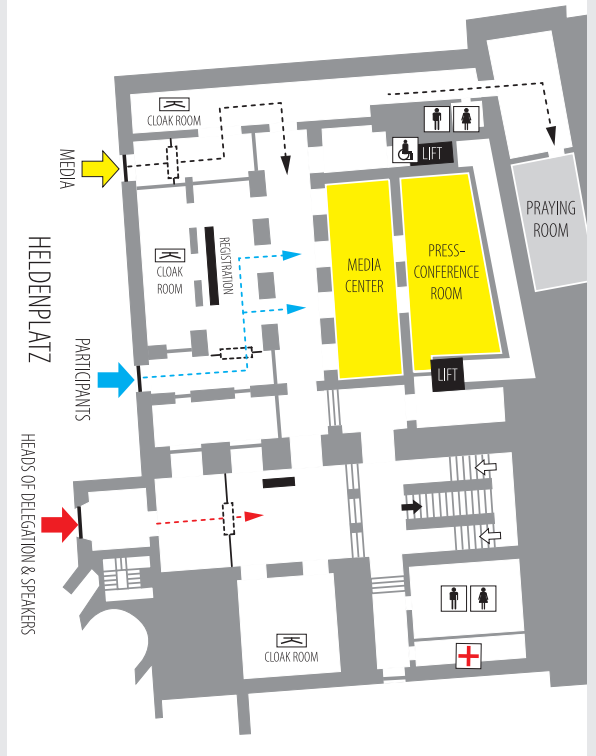 CLOAK ROOM
MEDIA
LIFT
PRAYING
ROOM
REGISTRATION
CLOAK
ROOM
MEDIA
CENTER
PRESS-
CONFERENCE
ROOM
HELDENPLATZ
PARTICIPANTS
LIFT
HEADS OF DELEGATION & SPEAKERS
CLOAK ROOM